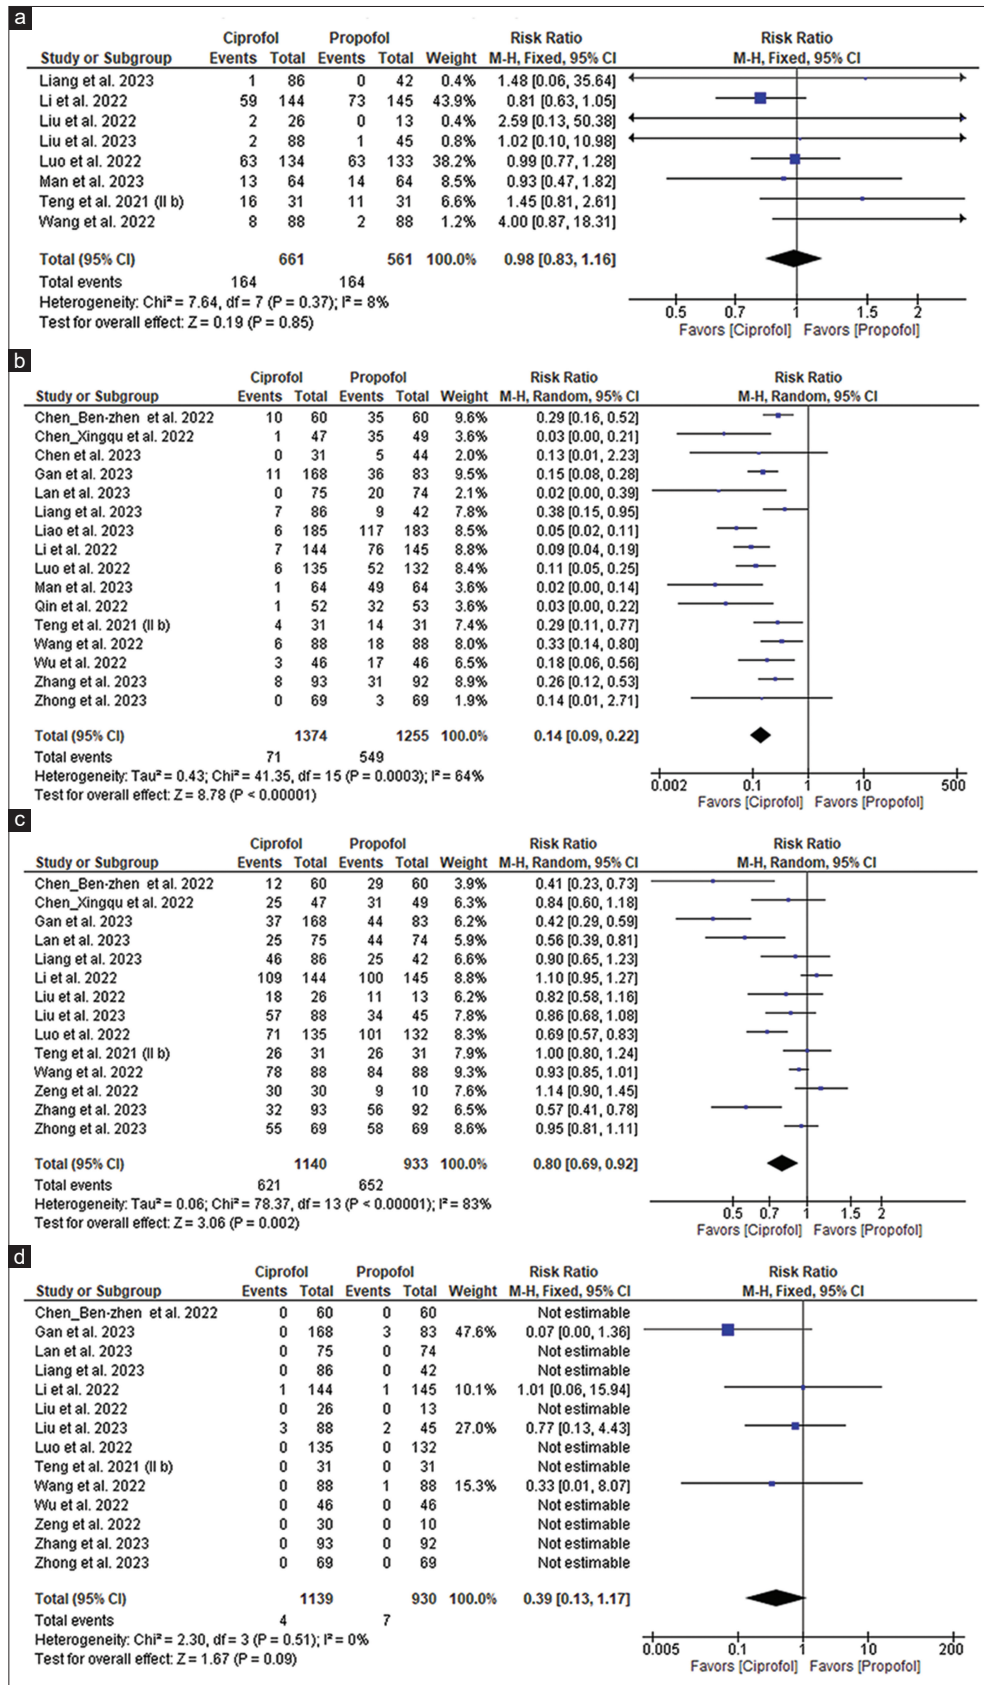 a
Ciprofol Propofol Risk Ratio Risk Ratio
Study or Subgroup Events Total Events Total Weight M-H, Fixed, 95% CI M-H, Fixed, 95% CI
Liang et al. 2023 1 86 0 42 0.4% 1.48 [0.06, 35.64]
Li et al. 2022 59 144 73 145 43.9% 0.81 [0.63, 1.05]
Liu et al. 2022 2 26 0 13 0.4% 2.59 [0.13, 50.38]
Liu et al. 2023 2 88 1 45 0.8% 1.02 [0.10, 10.98]
Luo et al. 2022 63 134 63 133 38.2% 0.99 [0.77, 1.28]
Man et al. 2023 13 64 14 64 8.5% 0.93 [0.47, 1.82]
Teng et al. 2021 (II b) 16 31 11 31 6.6% 1.45 [0.81, 2.61]
Wang et al. 2022 8 88 2 88 1.2% 4.00 [0.87, 18.31]
Total (95% CI) 661 561 100.0% 0.98 [0.83, 1.16]
Total events 164 164
Heterogeneity: Chi² = 7.64, df = 7 (P = 0.37); I² = 8%
Test for overall effect: Z = 0.19 (P = 0.85)
0.5 0.7 1 1.5 2
Favors [Ciprofol] Favors [Propofol]
b
Ciprofol Propofol Risk Ratio Risk Ratio
Study or Subgroup Events Total Events Total Weight M-H, Random, 95% CI M-H, Random, 95% CI
Chen_Ben-zhen et al. 2022 10 60 35 60 9.6% 0.29 [0.16, 0.52]
Chen_Xingqu et al. 2022 1 47 35 49 3.6% 0.03 [0.00, 0.21]
Chen et al. 2023 0 31 5 44 2.0% 0.13 [0.01, 2.23]
Gan et al. 2023 11 168 36 83 9.5% 0.15 [0.08, 0.28]
Lan et al. 2023 0 75 20 74 2.1% 0.02 [0.00, 0.39]
Liang et al. 2023 7 86 9 42 7.8% 0.38 [0.15, 0.95]
Liao et al. 2023 6 185 117 183 8.4% 0.05 [0.02, 0.11]
Li et al. 2022 7 144 76 145 8.8% 0.09 [0.04, 0.19]
Luo et al. 2022 6 135 52 132 8.4% 0.11 [0.05, 0.25]
Man et al. 2023 1 64 49 64 3.6% 0.02 [0.00, 0.14]
Qin et al. 2022 1 52 32 53 3.6% 0.03 [0.00, 0.22]
Teng et al. 2021 (II b) 4 31 14 31 7.4% 0.29 [0.11, 0.77]
Wang et al. 2022 6 88 18 88 8.0% 0.33 [0.14, 0.80]
Wu et al. 2022 3 46 17 46 6.5% 0.18 [0.06, 0.56]
Zhang et al. 2023 8 93 31 92 8.9% 0.26 [0.12, 0.53]
Zhong et al. 2023 0 69 3 69 1.9% 0.14 [0.01, 2.71]
Total (95% CI) 1374 1255 100.0% 0.14 [0.09, 0.22]
Total events 71 549
Heterogeneity: Tau² = 0.43; Chi² = 41.35, df = 15 (P = 0.0003); I² = 64%
Test for overall effect: Z = 8.78 (P < 0.00001)
0.002 0.1 1 10 500
Favors [Ciprofol] Favors [Propofol]
c
Ciprofol Propofol Risk Ratio Risk Ratio
Study or Subgroup Events Total Events Total Weight M-H, Random, 95% CI M-H, Random, 95% CI
Chen_Ben-zhen et al. 2022 12 60 29 60 3.9% 0.41 [0.23, 0.73]
Chen_Xingqu et al. 2022 25 47 31 49 6.3% 0.84 [0.60, 1.18]
Gan et al. 2023 37 168 44 83 6.4% 0.42 [0.29, 0.59]
Lan et al. 2023 25 75 44 74 5.9% 0.56 [0.39, 0.81]
Liang et al. 2023 46 86 25 42 6.6% 0.90 [0.65, 1.23]
Li et al. 2022 109 144 100 145 8.8% 1.10 [0.95, 1.27]
Liu et al. 2022 18 26 11 13 6.2% 0.82 [0.58, 1.16]
Liu et al. 2023 57 88 34 45 7.7% 0.86 [0.68, 1.08]
Luo et al. 2022 71 135 101 132 8.3% 0.69 [0.57, 0.83]
Teng et al. 2021 (II b) 26 31 26 31 7.9% 1.00 [0.80, 1.24]
Wang et al. 2022 78 88 84 88 9.3% 0.93 [0.85, 1.01]
Zeng et al. 2022 30 30 9 10 7.6% 1.14 [0.90, 1.45]
Zhang et al. 2023 32 93 56 92 6.5% 0.57 [0.41, 0.78]
Zhong et al. 2023 55 69 58 69 8.6% 0.95 [0.81, 1.11]
Total (95% CI) 1140 933 100.0% 0.80 [0.69, 0.92]
Total events 621 652
Heterogeneity: Tau² = 0.06; Chi² = 78.37, df = 13 (P < 0.00001); I² = 83%
Test for overall effect: Z = 3.06 (P = 0.002)
0.5 0.7 1 1.5 2
Favors [Ciprofol] Favors [Propofol]
d
Ciprofol Propofol Risk Ratio Risk Ratio
Study or Subgroup Events Total Events Total Weight M-H, Fixed, 95% CI M-H, Fixed, 95% CI
Chen_Ben-zhen et al. 2022 0 60 0 60 Not estimable
Gan et al. 2023 0 168 3 83 47.6% 0.07 [0.00, 1.36]
Lan et al. 2023 0 75 0 74 Not estimable
Liang et al. 2023 0 86 0 42 Not estimable
Li et al. 2022 1 144 1 145 10.1% 1.01 [0.06, 15.94]
Liu et al. 2022 0 26 0 13 Not estimable
Liu et al. 2023 3 88 2 45 27.0% 0.77 [0.13, 4.43]
Luo et al. 2022 0 135 0 132 Not estimable
Teng et al. 2021 (II b) 0 31 0 31 Not estimable
Wang et al. 2022 0 88 1 88 15.3% 0.33 [0.01, 8.07]
Wu et al. 2022 0 46 0 46 Not estimable
Zeng et al. 2022 0 30 0 10 Not estimable
Zhang et al. 2023 0 93 0 92 Not estimable
Zhong et al. 2023 0 69 0 69 Not estimable
Total (95% CI) 1139 930 100.0% 0.39 [0.13, 1.17]
Total events 4 7
Heterogeneity: Chi² = 2.30, df = 3 (P = 0.51); I² = 0%
Test for overall effect: Z = 1.67 (P = 0.09)
0.005 0.1 1 10 200
Favors [Ciprofol] Favors [Propofol]